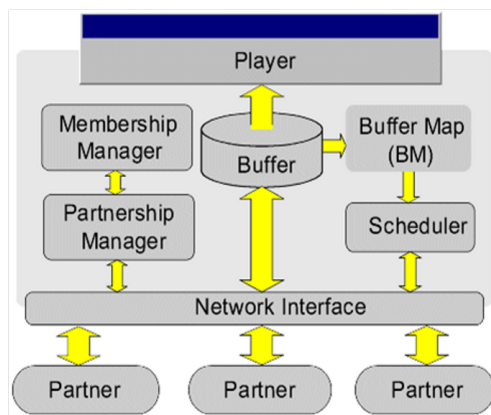 Player
Membership
Manager
Buffer
Buffer Map
(BM)
Partnership
Manager
Scheduler
Network Interface
Partner
Partner
Partner